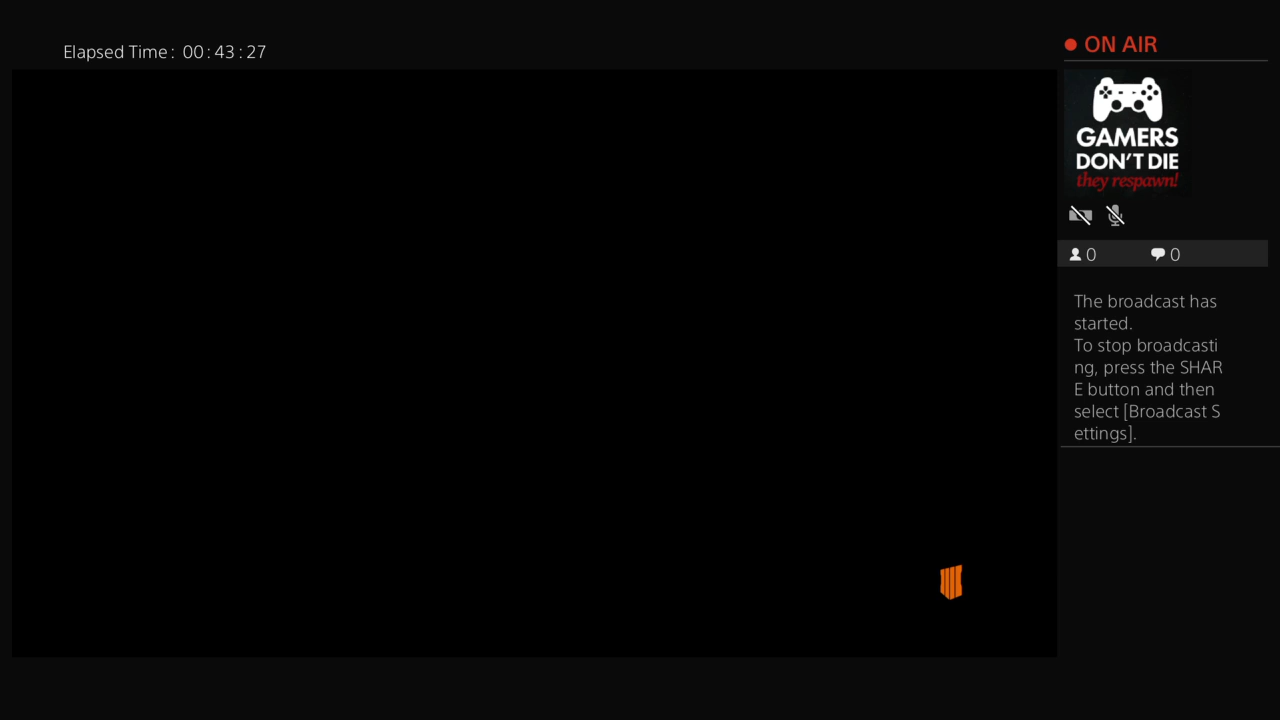 Elapsed Time: 00:43:27
ON AIR
GAMERS
DON'T DIE
they respawn!
0 0
The broadcast has
started.
To stop broadcasti
ng, press the SHAR
E button and then
select [Broadcast S
ettings].